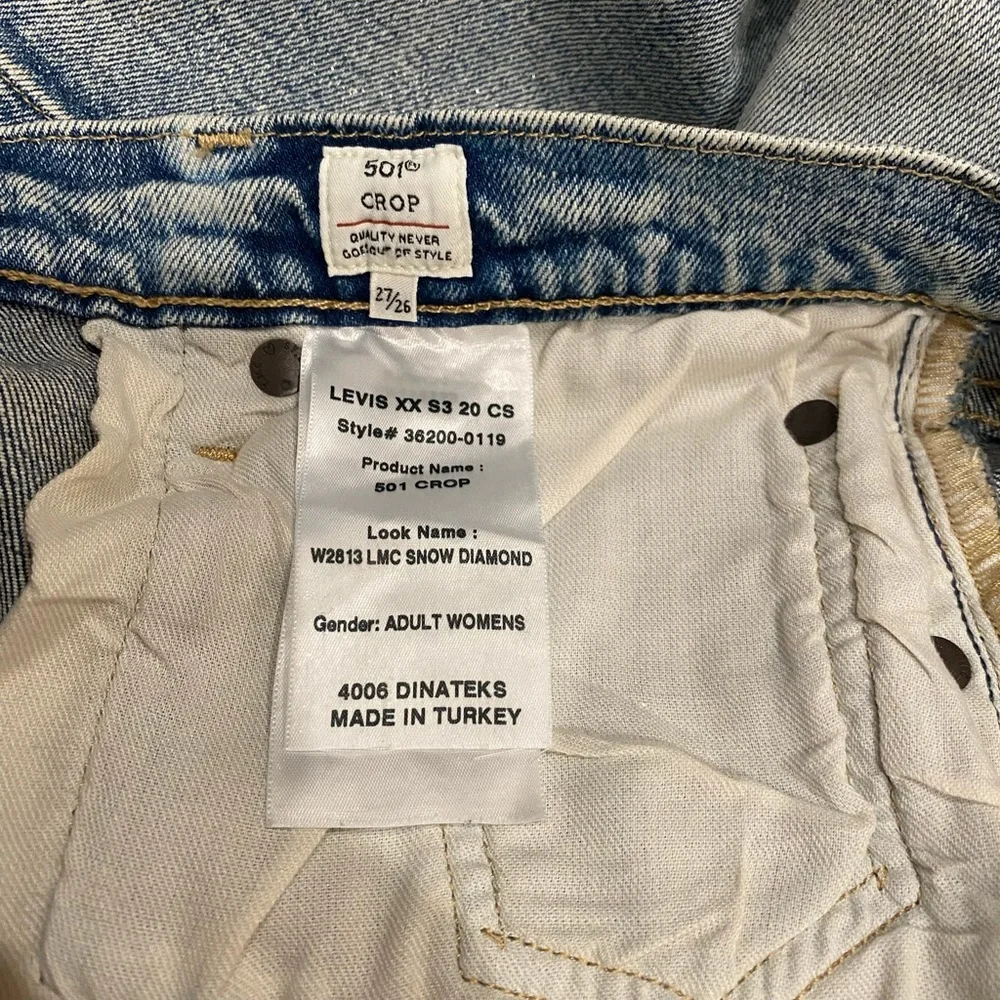 501®
CROP
QUALITY NEVER
GOES OUT OF STYLE
27/26
LEVIS XX S3 20 CS
Style# 36200-0119
Product Name :
501 CROP
Look Name :
W2813 LMC SNOW DIAMOND
Gender: ADULT WOMENS
4006 DINATEKS
MADE IN TURKEY